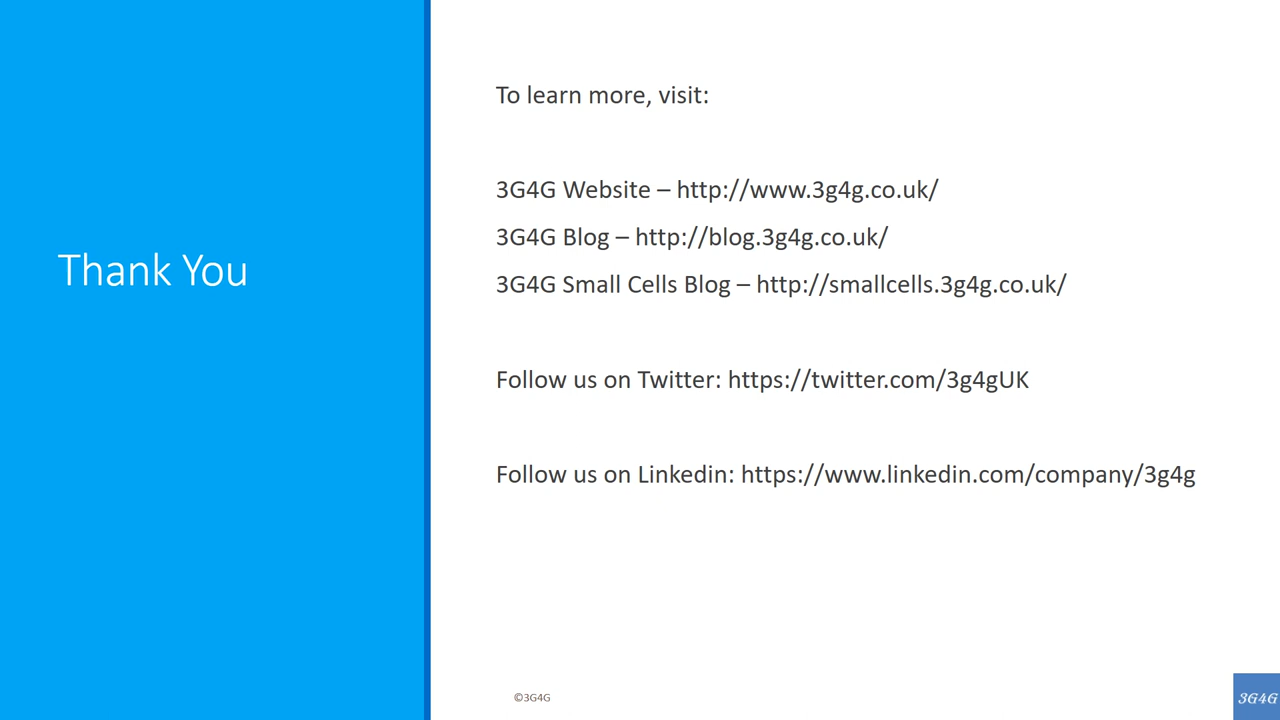 Thank You
To learn more, visit:
3G4G Website – http://www.3g4g.co.uk/
3G4G Blog – http://blog.3g4g.co.uk/
3G4G Small Cells Blog – http://smallcells.3g4g.co.uk/
Follow us on Twitter: https://twitter.com/3g4gUK
Follow us on Linkedin: https://www.linkedin.com/company/3g4g
©3G4G
3G4G